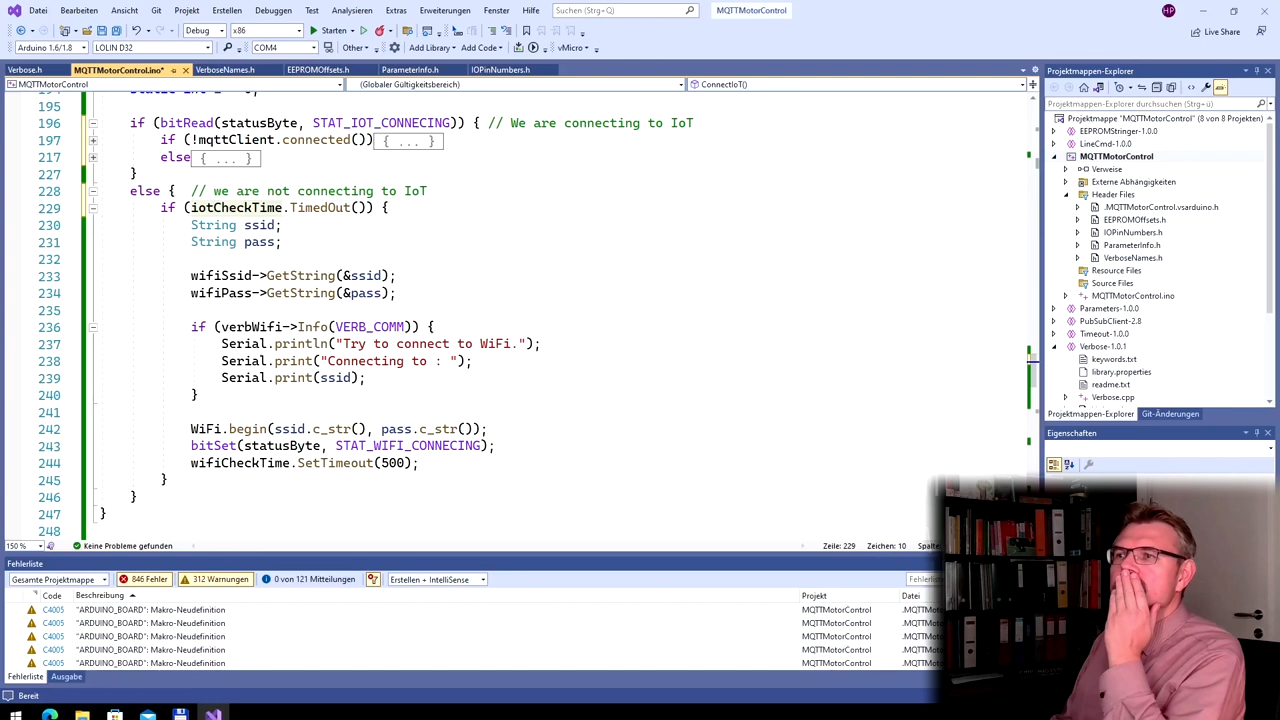 Datei Bearbeiten Ansicht Git Projekt Erstellen Debuggen Test Analysieren Extras Erweiterungen Fenster Hilfe Suchen (Strg+Q) MQTTMotorControl HP
Debug x86 Starten Live Share
Arduino 1.6/1.8 LOLIN D32 COM4 Other Add Library Add Code vMicro
Verbose.h MQTTMotorControl.ino* VerboseNames.h EEPROMOffsets.h ParameterInfo.h IOPinNumbers.h
MQTTMotorControl (Globaler Gültigkeitsbereich) ConnectIoT()
195
196 if (bitRead(statusByte, STAT_IOT_CONNECING)) { // We are connecting to IoT
197 if (!mqttClient.connected()) { ... }
217 else { ... }
227 }
228 else { // we are not connecting to IoT
229 if (iotCheckTime.TimedOut()) {
230 String ssid;
231 String pass;
232
233 wifiSsid->GetString(&ssid);
234 wifiPass->GetString(&pass);
235
236 if (verbWifi->Info(VERB_COMM)) {
237 Serial.println("Try to connect to WiFi.");
238 Serial.print("Connecting to : ");
239 Serial.print(ssid);
240 }
241
242 WiFi.begin(ssid.c_str(), pass.c_str());
243 bitSet(statusByte, STAT_WIFI_CONNECING);
244 wifiCheckTime.SetTimeout(500);
245 }
246 }
247 }
248
150 % Keine Probleme gefunden Zeile: 229 Zeichen: 10
Fehlerliste
Gesamte Projektmappe 846 Fehler 312 Warnungen 0 von 121 Mitteilungen Erstellen + IntelliSense
Code Beschreibung Projekt Datei
C4005 "ARDUINO_BOARD": Makro-Neudefinition MQTTMotorControl
C4005 "ARDUINO_BOARD": Makro-Neudefinition MQTTMotorControl
C4005 "ARDUINO_BOARD": Makro-Neudefinition MQTTMotorControl
C4005 "ARDUINO_BOARD": Makro-Neudefinition MQTTMotorControl
C4005 "ARDUINO_BOARD": Makro-Neudefinition MQTTMotorControl
Fehlerliste Ausgabe
Bereit
Projektmappen-Explorer
Projektmappen-Explorer durchsuchen (Strg+ü)
Projektmappe "MQTTMotorControl" (8 von 8 Projekten)
EEPROMStringer-1.0.0
LineCmd-1.0.0
MQTTMotorControl
Verweise
Externe Abhängigkeiten
Header Files
.MQTTMotorControl.vsarduino.h
EEPROMOffsets.h
IOPinNumbers.h
ParameterInfo.h
VerboseNames.h
Resource Files
Source Files
MQTTMotorControl.ino
Parameters-1.0.0
PubSubClient-2.8
Timeout-1.0.0
Verbose-1.0.1
keywords.txt
library.properties
readme.txt
Verbose.cpp
Projektmappen-Explorer Git-Änderungen
Eigenschaften